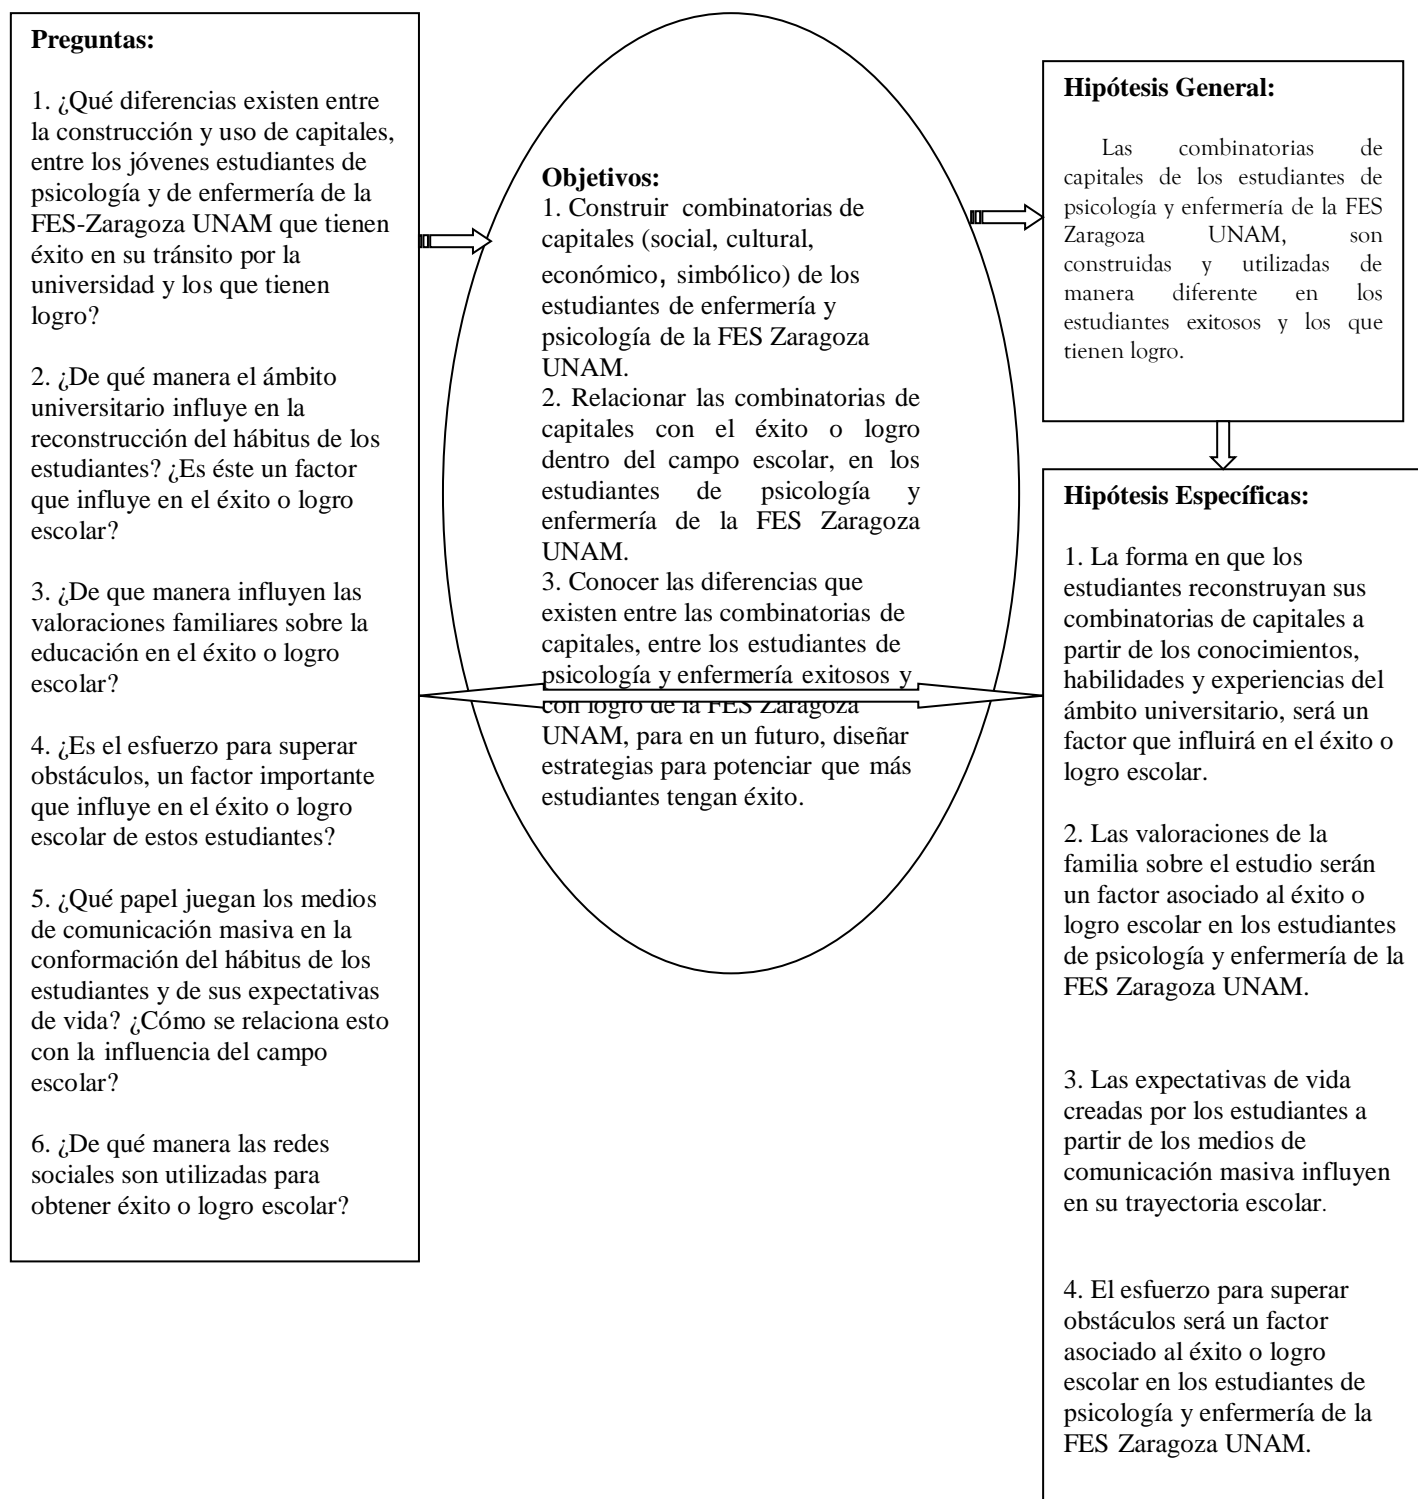 Preguntas:
1. ¿Qué diferencias existen entre
la construcción y uso de capitales,
entre los jóvenes estudiantes de
psicología y de enfermería de la
FES-Zaragoza UNAM que tienen
éxito en su tránsito por la
universidad y los que tienen
logro?
2. ¿De qué manera el ámbito
universitario influye en la
reconstrucción del hábitus de los
estudiantes? ¿Es éste un factor
que influye en el éxito o logro
escolar?
3. ¿De que manera influyen las
valoraciones familiares sobre la
educación en el éxito o logro
escolar?
4. ¿Es el esfuerzo para superar
obstáculos, un factor importante
que influye en el éxito o logro
escolar de estos estudiantes?
5. ¿Qué papel juegan los medios
de comunicación masiva en la
conformación del hábitus de los
estudiantes y de sus expectativas
de vida? ¿Cómo se relaciona esto
con la influencia del campo
escolar?
6. ¿De qué manera las redes
sociales son utilizadas para
obtener éxito o logro escolar?
Objetivos:
1. Construir combinatorias de
capitales (social, cultural,
económico, simbólico) de los
estudiantes de enfermería y
psicología de la FES Zaragoza
UNAM.
2. Relacionar las combinatorias de
capitales con el éxito o logro
dentro del campo escolar, en los
estudiantes de psicología y
enfermería de la FES Zaragoza
UNAM.
3. Conocer las diferencias que
existen entre las combinatorias de
capitales, entre los estudiantes de
psicología y enfermería exitosos y
con logro de la FES Zaragoza
UNAM, para en un futuro, diseñar
estrategias para potenciar que más
estudiantes tengan éxito.
Hipótesis General:
Las combinatorias de
capitales de los estudiantes de
psicología y enfermería de la FES
Zaragoza UNAM, son
construidas y utilizadas de
manera diferente en los
estudiantes exitosos y los que
tienen logro.
Hipótesis Específicas:
1. La forma en que los
estudiantes reconstruyan sus
combinatorias de capitales a
partir de los conocimientos,
habilidades y experiencias del
ámbito universitario, será un
factor que influirá en el éxito o
logro escolar.
2. Las valoraciones de la
familia sobre el estudio serán
un factor asociado al éxito o
logro escolar en los estudiantes
de psicología y enfermería de la
FES Zaragoza UNAM.
3. Las expectativas de vida
creadas por los estudiantes a
partir de los medios de
comunicación masiva influyen
en su trayectoria escolar.
4. El esfuerzo para superar
obstáculos será un factor
asociado al éxito o logro
escolar en los estudiantes de
psicología y enfermería de la
FES Zaragoza UNAM.